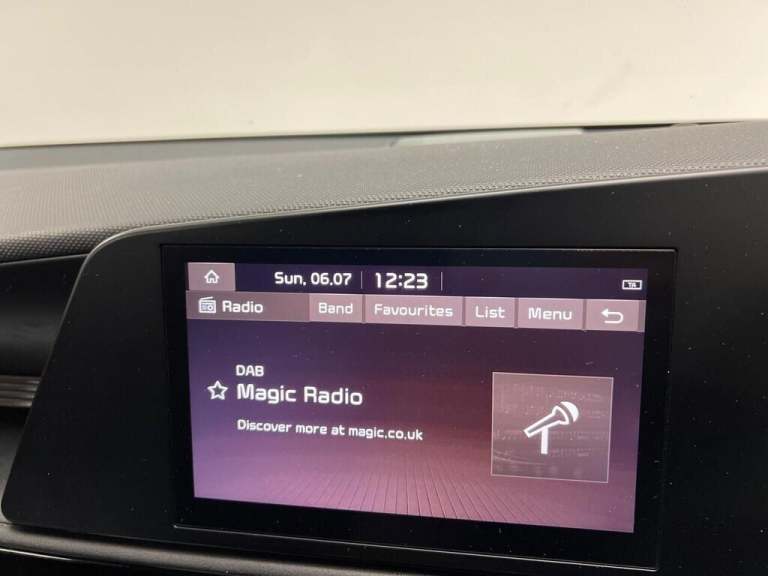 Sun, 06.07 12:23 TA
Radio Band Favourites List Menu
DAB
Magic Radio
Discover more at magic.co.uk